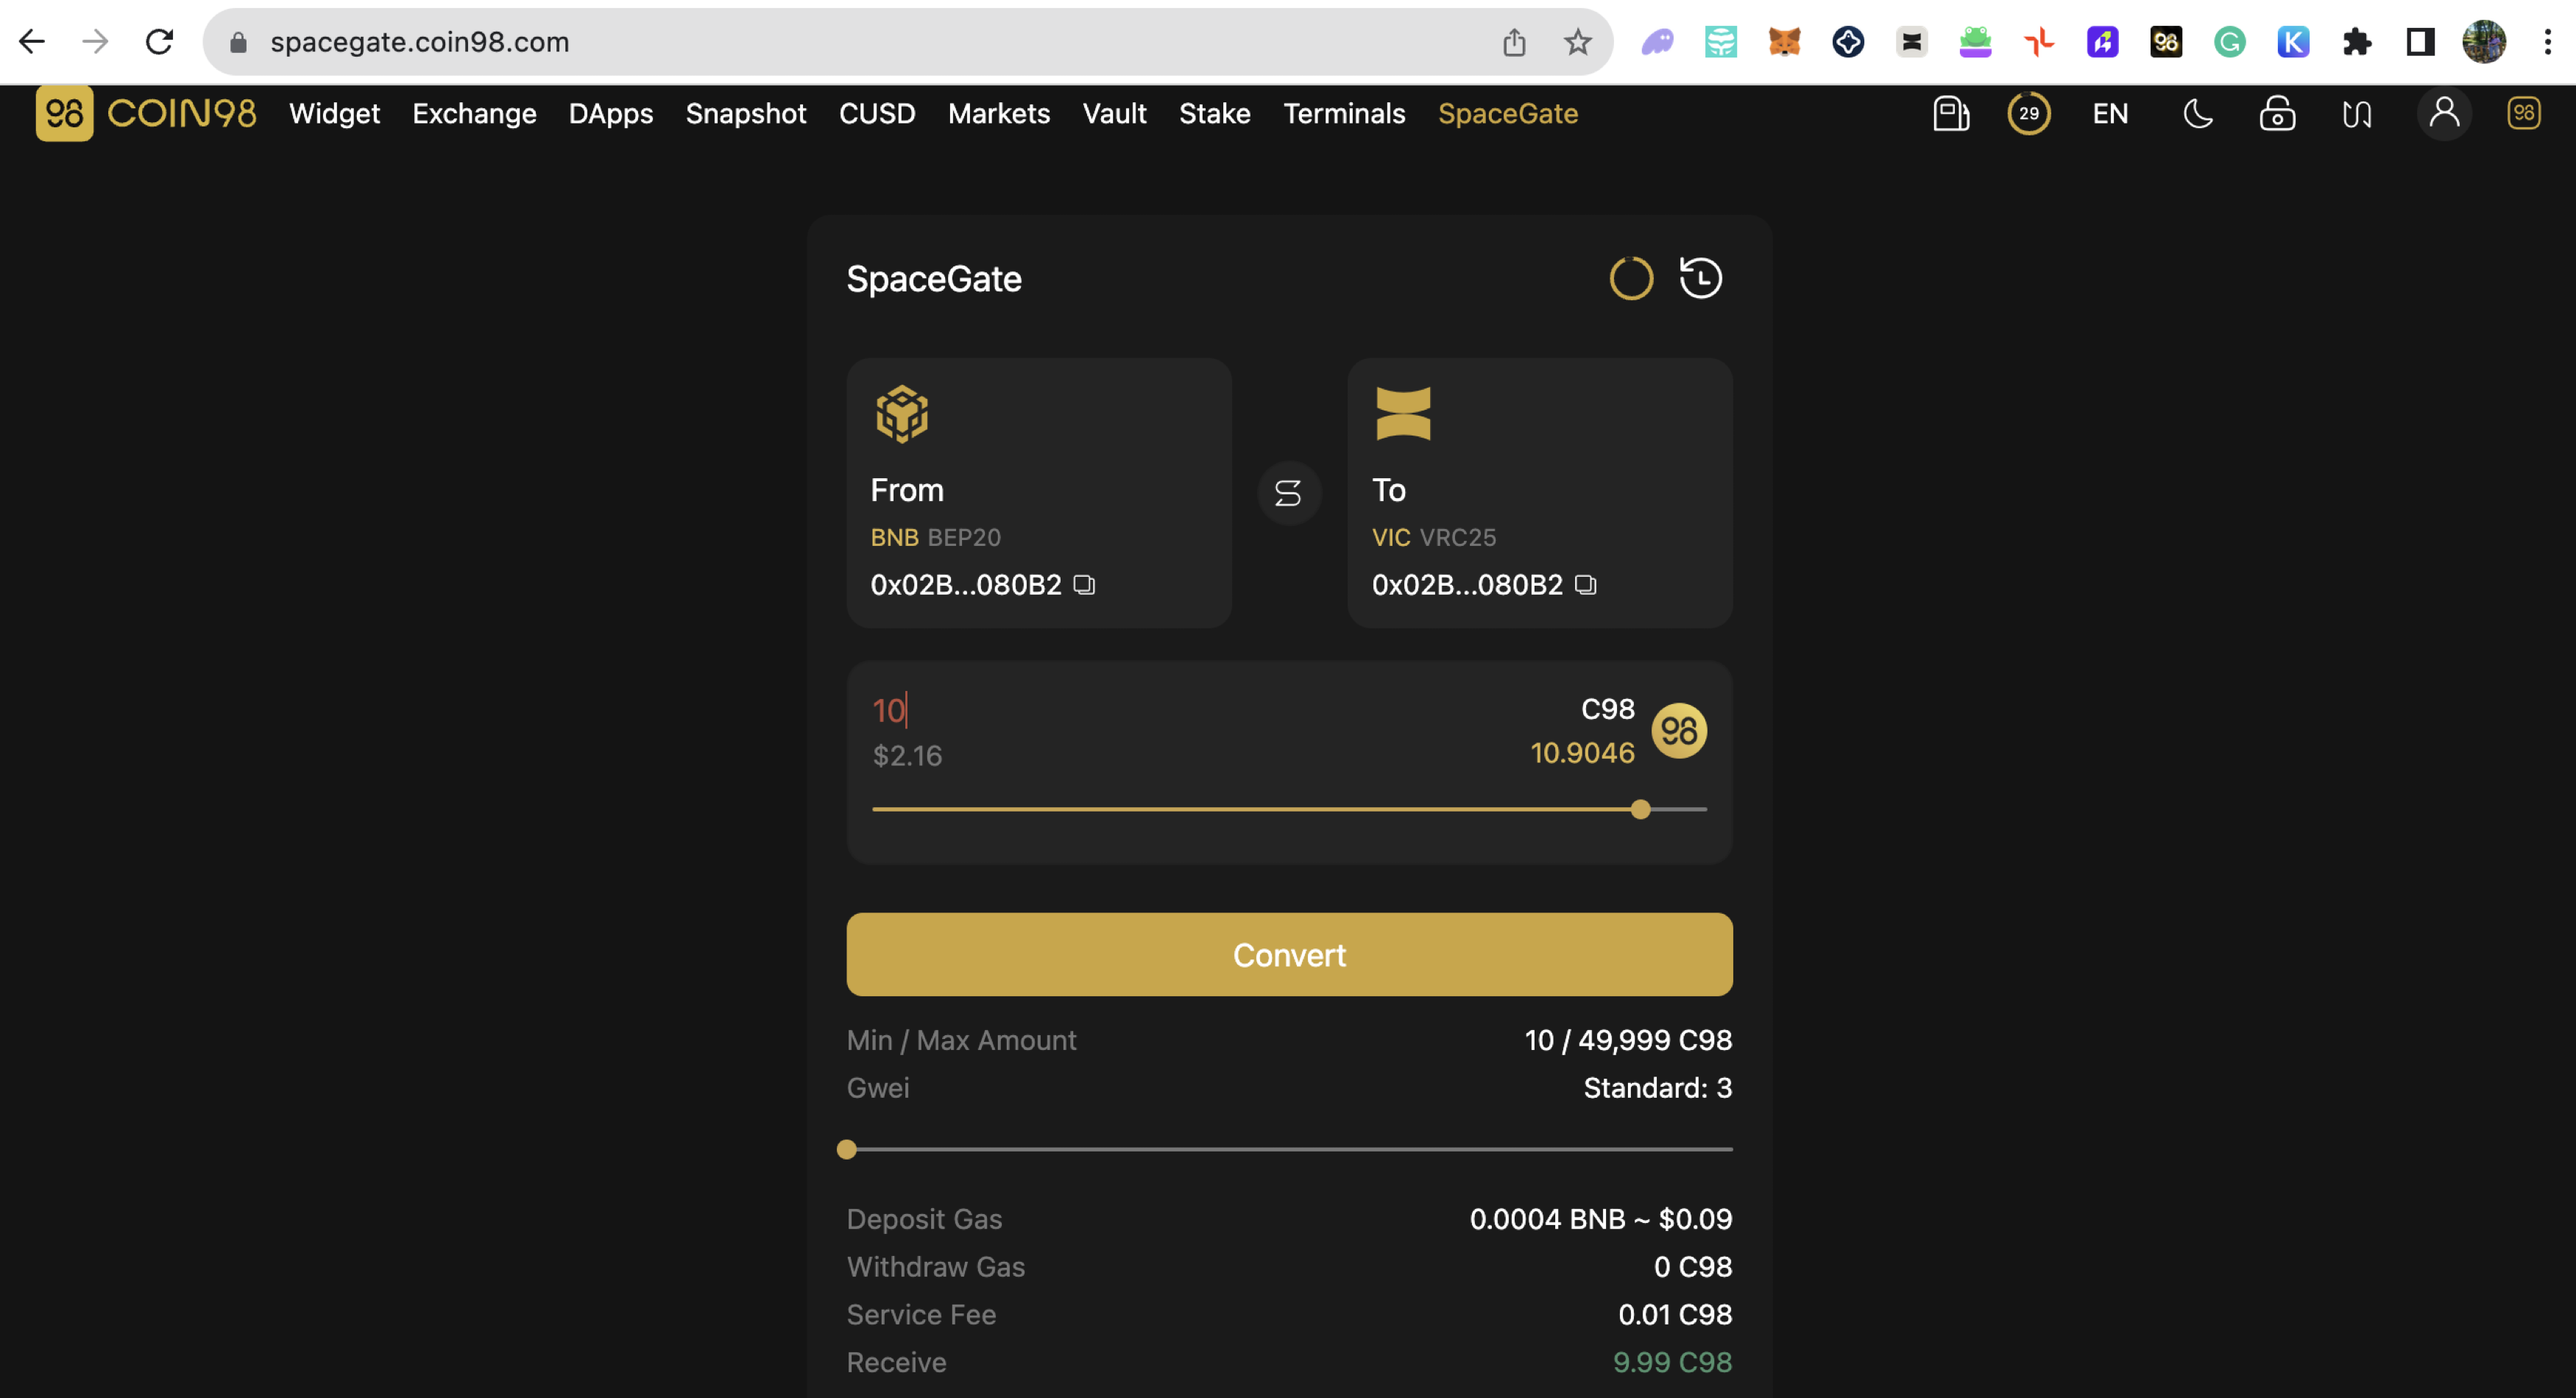 spacegate.coin98.com
98 COIN98 Widget Exchange DApps Snapshot CUSD Markets Vault Stake Terminals SpaceGate 29 EN 98
SpaceGate
From
BNB BEP20
0x02B...080B2
To
VIC VRC25
0x02B...080B2
10
$2.16
C98
10.9046
98
Convert
Min / Max Amount 10 / 49,999 C98
Gwei Standard: 3
Deposit Gas 0.0004 BNB ~ $0.09
Withdraw Gas 0 C98
Service Fee 0.01 C98
Receive 9.99 C98